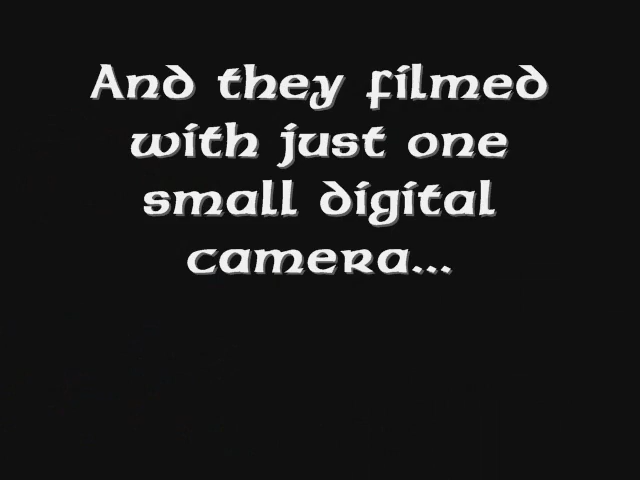 And they filmed
with just one
small digital
camera...